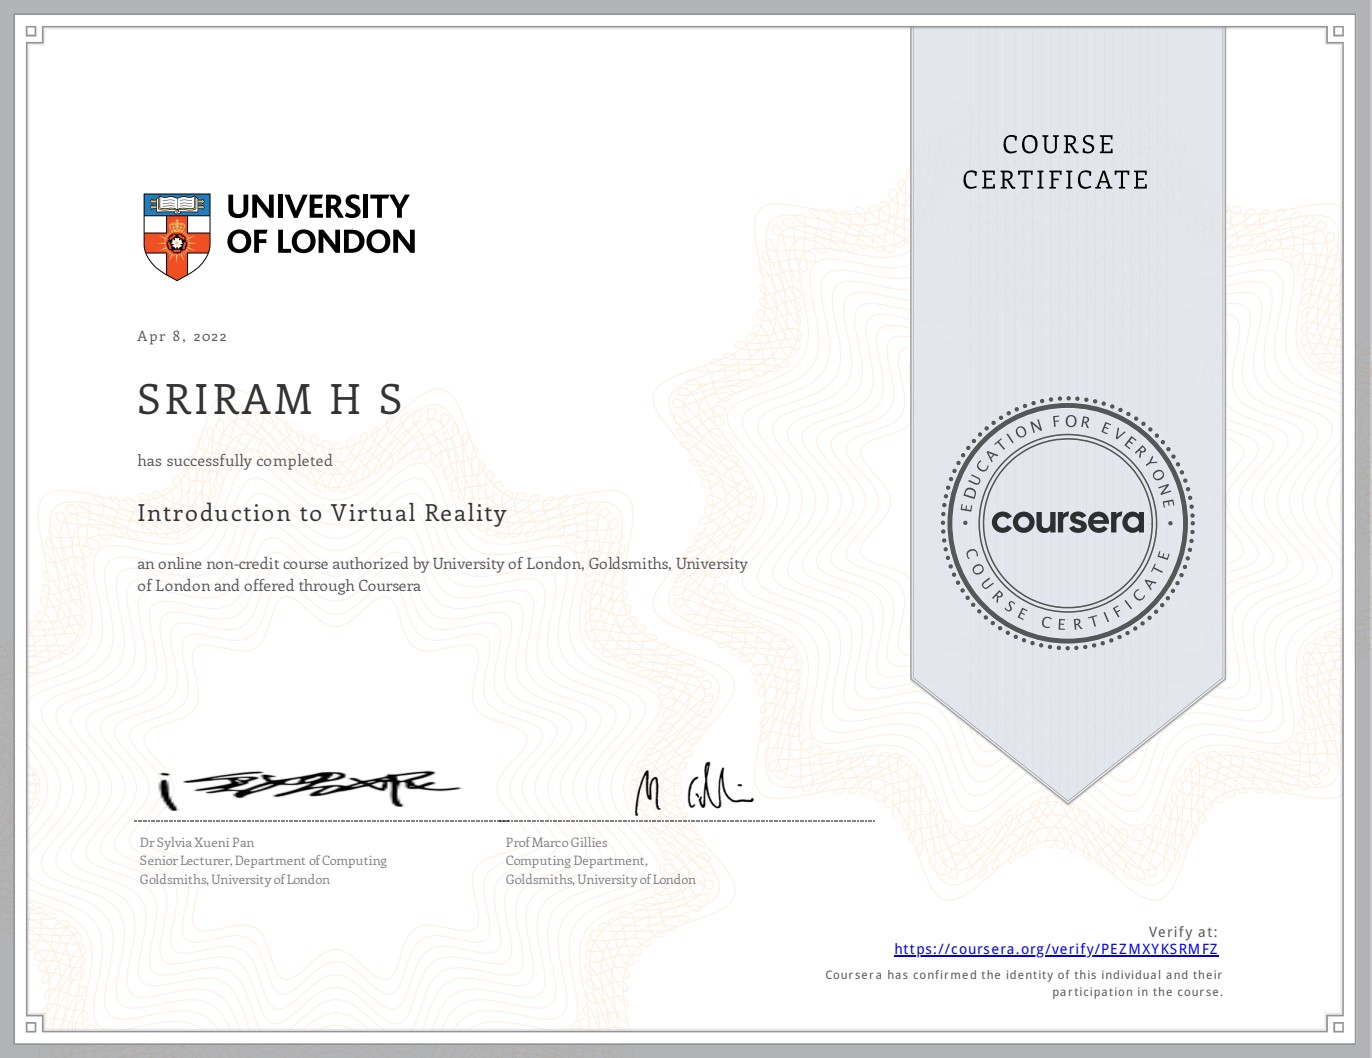 COURSE
CERTIFICATE
UNIVERSITY
OF LONDON
Apr 8, 2022
SRIRAM H S
has successfully completed
Introduction to Virtual Reality
an online non-credit course authorized by University of London, Goldsmiths, University
of London and offered through Coursera
EDUCATION FOR EVERYONE
coursera
COURSE CERTIFICATE
Dr Sylvia Xueni Pan
Senior Lecturer, Department of Computing
Goldsmiths, University of London
Prof Marco Gillies
Computing Department,
Goldsmiths, University of London
Verify at:
https://coursera.org/verify/PEZMXYKSRMFZ
Coursera has confirmed the identity of this individual and their
participation in the course.